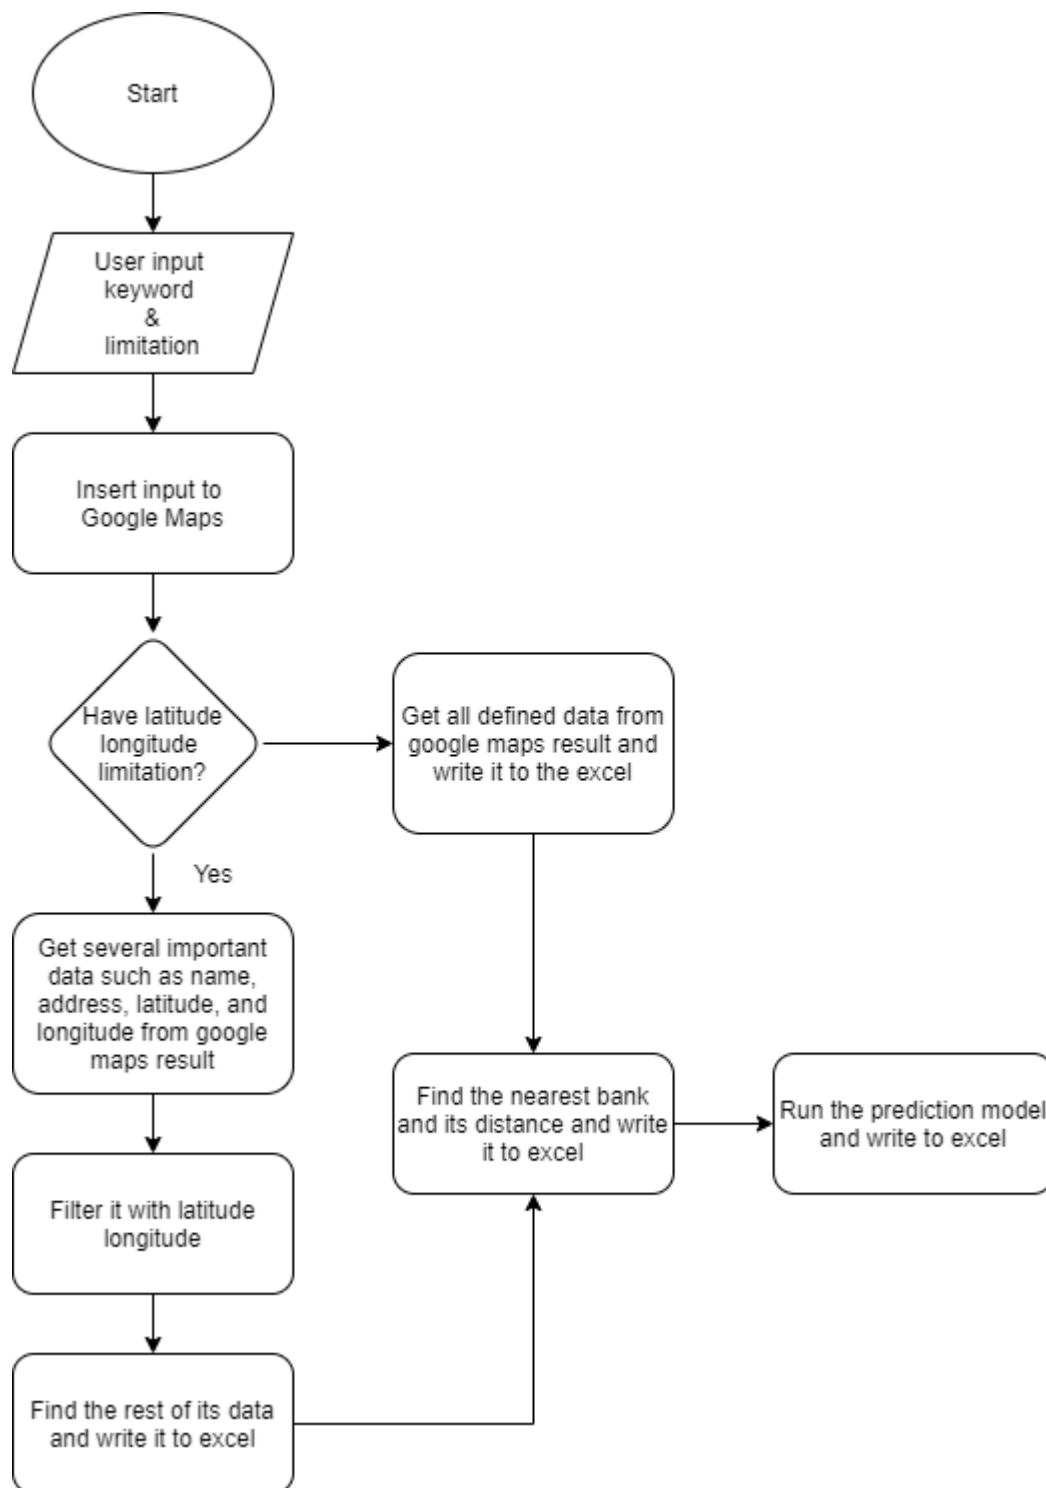 Start
User input
keyword
&
limitation
Insert input to
Google Maps
Have latitude
longitude
limitation?
Get all defined data from
google maps result and
write it to the excel
Yes
Get several important
data such as name,
address, latitude, and
longitude from google
maps result
Find the nearest bank
and its distance and write
it to excel
Run the prediction model
and write to excel
Filter it with latitude
longitude
Find the rest of its data
and write it to excel